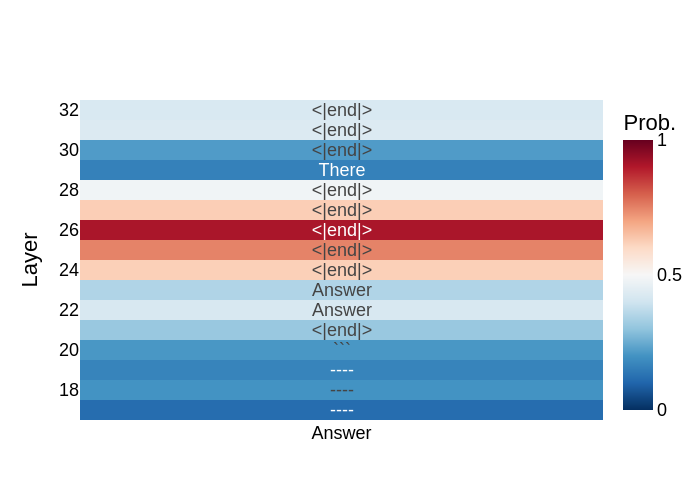 Prob.
32 <|end|>
<|end|>
30 <|end|>
There
28 <|end|>
<|end|>
26 <|end|>
<|end|>
24 <|end|>
Answer
22 Answer
<|end|>
20 ```
----
18 ----
----
Answer
Layer
1
0.5
0